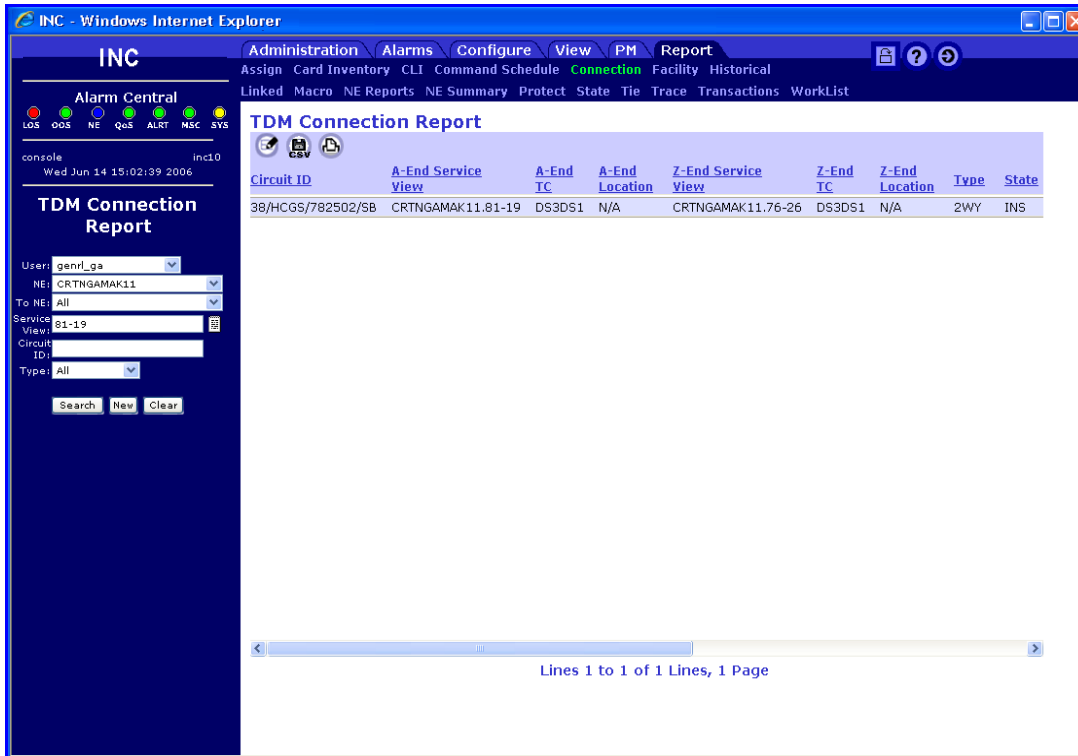 INC - Windows Internet Explorer
INC
Alarm Central
LOS OOS NE QoS ALRT MSC SYS
console inc10
Wed Jun 14 15:02:39 2006
TDM Connection
Report
User: genrl_ga
NE: CRTNGAMAK11
To NE: All
Service
View: 81-19
Circuit
ID:
Type: All
Search New Clear
Administration Alarms Configure View PM Report
Assign Card Inventory CLI Command Schedule Connection Facility Historical
Linked Macro NE Reports NE Summary Protect State Tie Trace Transactions WorkList
?
TDM Connection Report
CSV
Circuit ID A-End Service View A-End TC A-End Location Z-End Service View Z-End TC Z-End Location Type State
38/HCGS/782502/SB CRTNGAMAK11.81-19 DS3DS1 N/A CRTNGAMAK11.76-26 DS3DS1 N/A 2WY INS
Lines 1 to 1 of 1 Lines, 1 Page